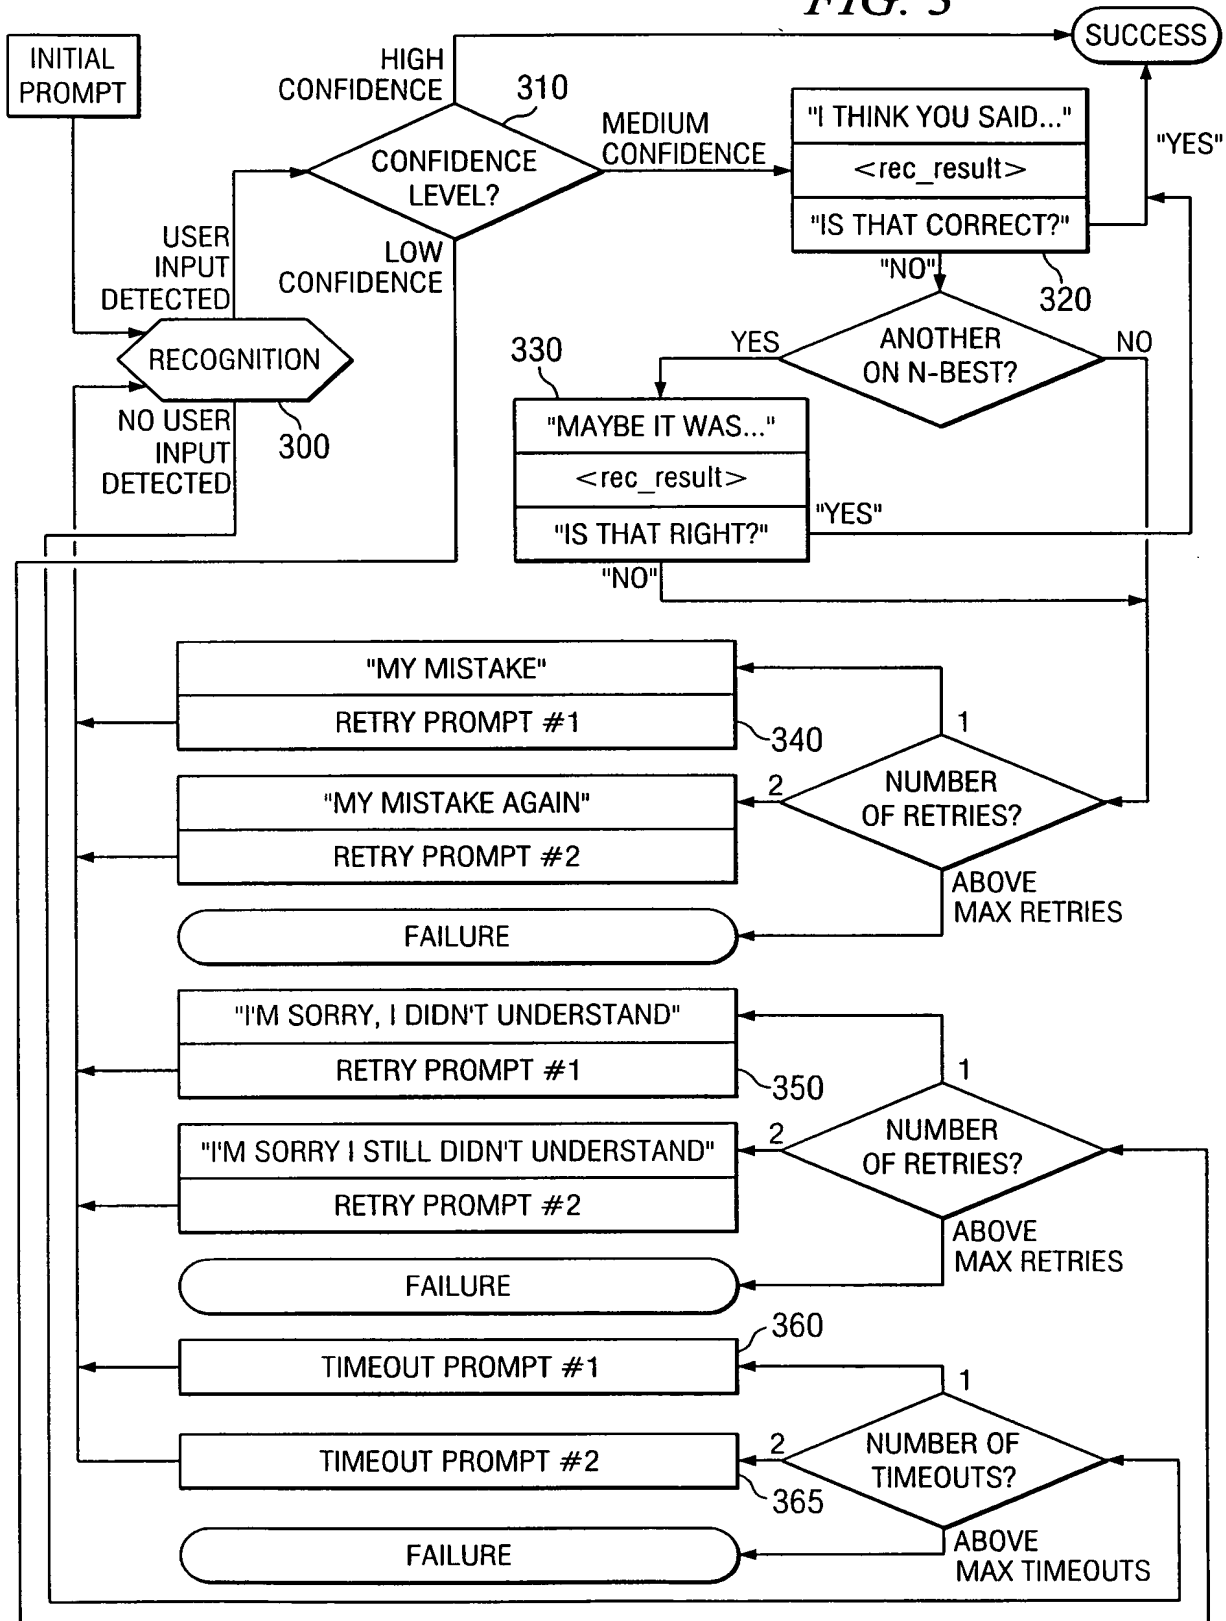 FIG. 3
INITIAL
PROMPT
HIGH
CONFIDENCE
SUCCESS
310
CONFIDENCE
LEVEL?
MEDIUM
CONFIDENCE
"I THINK YOU SAID..."
<rec_result>
"IS THAT CORRECT?"
"YES"
USER
INPUT
DETECTED
LOW
CONFIDENCE
"NO"
320
RECOGNITION
300
NO USER
INPUT
DETECTED
330
YES
ANOTHER
ON N-BEST?
NO
"MAYBE IT WAS..."
<rec_result>
"IS THAT RIGHT?"
"YES"
"NO"
"MY MISTAKE"
RETRY PROMPT #1
340
1
NUMBER
OF RETRIES?
2
"MY MISTAKE AGAIN"
RETRY PROMPT #2
ABOVE
MAX RETRIES
FAILURE
"I'M SORRY, I DIDN'T UNDERSTAND"
RETRY PROMPT #1
350
1
NUMBER
OF RETRIES?
2
"I'M SORRY I STILL DIDN'T UNDERSTAND"
RETRY PROMPT #2
ABOVE
MAX RETRIES
FAILURE
360
TIMEOUT PROMPT #1
1
NUMBER OF
TIMEOUTS?
2
TIMEOUT PROMPT #2
365
ABOVE
MAX TIMEOUTS
FAILURE